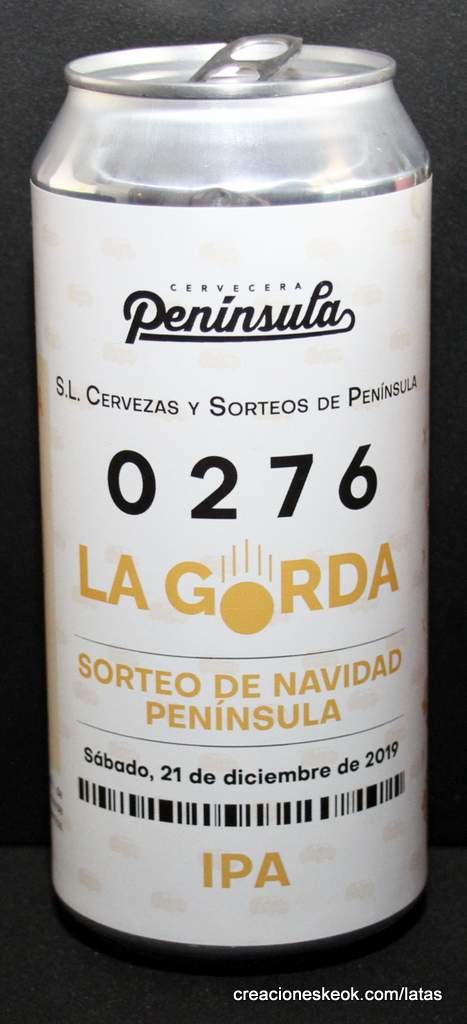 CERVECERA
Península
S.L. CERVEZAS Y SORTEOS DE PENÍNSULA
0276
LA GORDA
SORTEO DE NAVIDAD
PENÍNSULA
Sábado, 21 de diciembre de 2019
IPA
creacioneskeok.com/latas